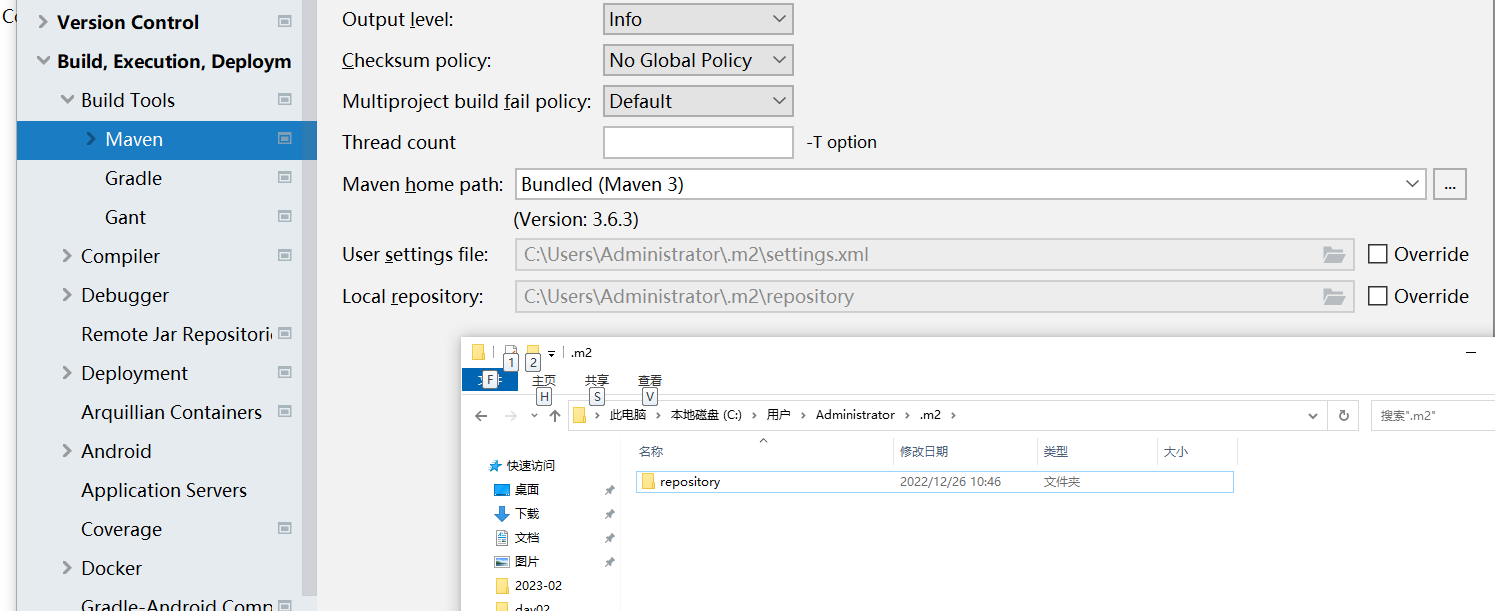 Version Control
Build, Execution, Deploym
Build Tools
Maven
Gradle
Gant
Compiler
Debugger
Remote Jar Repositorie
Deployment
Arquillian Containers
Android
Application Servers
Coverage
Docker
Gradle-Android Comp
Output level:
Info
Checksum policy:
No Global Policy
Multiproject build fail policy:
Default
Thread count
-T option
Maven home path:
Bundled (Maven 3)
...
(Version: 3.6.3)
User settings file:
C:\Users\Administrator\.m2\settings.xml
Override
Local repository:
C:\Users\Administrator\.m2\repository
Override
1
2
.m2
F
主页
共享
查看
H
S
V
此电脑
本地磁盘 (C:)
用户
Administrator
.m2
搜索".m2"
名称
修改日期
类型
大小
快速访问
桌面
下载
文档
图片
2023-02
day02
repository
2022/12/26 10:46
文件夹